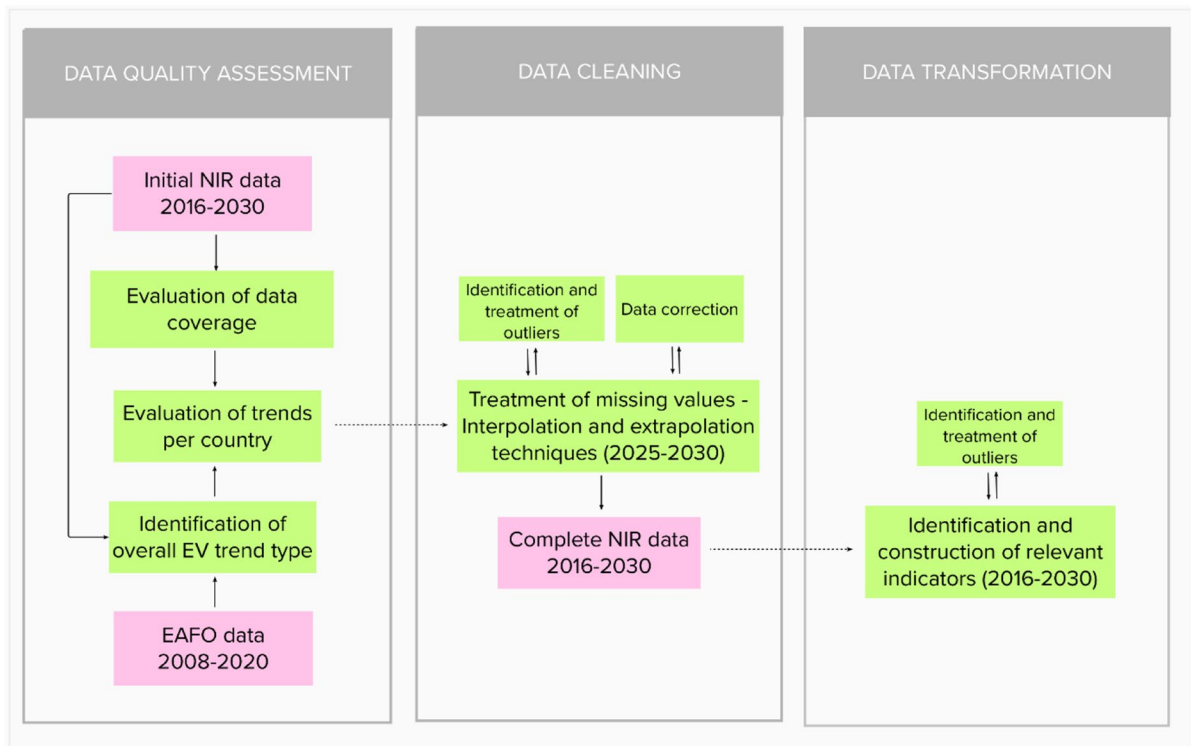 DATA QUALITY ASSESSMENT
Initial NIR data
2016-2030
Evaluation of data
coverage
Evaluation of trends
per country
Identification of
overall EV trend type
EAFO data
2008-2020
DATA CLEANING
Identification and
treatment of
outliers
Data correction
Treatment of missing values -
Interpolation and extrapolation
techniques (2025-2030)
Complete NIR data
2016-2030
DATA TRANSFORMATION
Identification and
treatment of
outliers
Identification and
construction of relevant
indicators (2016-2030)